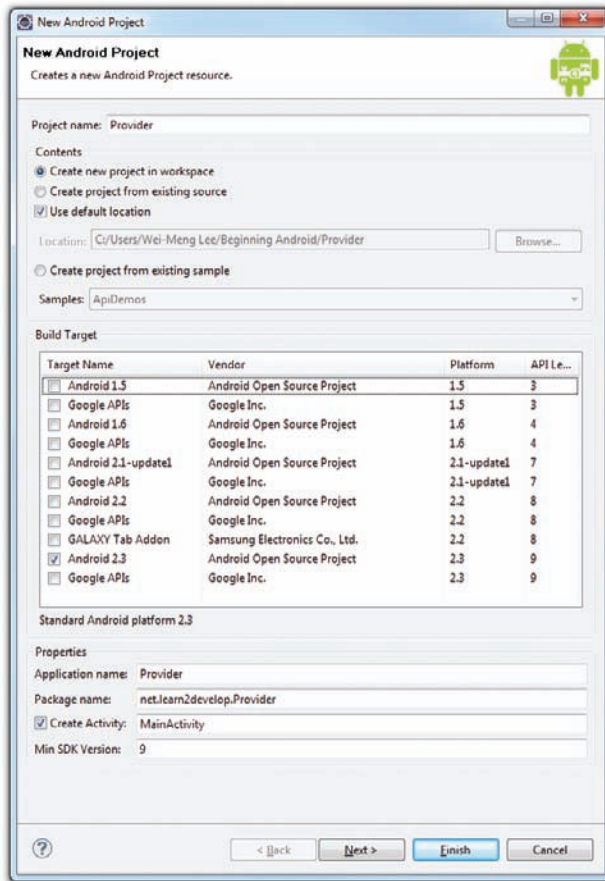 New Android Project
New Android Project
Creates a new Android Project resource.
Project name: Provider
Contents
Create new project in workspace
Create project from existing source
Use default location
Location: C:/Users/Wei-Meng Lee/Beginning Android/Provider Browse...
Create project from existing sample
Samples: ApiDemos
Build Target
Target Name Vendor Platform API Le...
Android 1.5 Android Open Source Project 1.5 3
Google APIs Google Inc. 1.5 3
Android 1.6 Android Open Source Project 1.6 4
Google APIs Google Inc. 1.6 4
Android 2.1-update1 Android Open Source Project 2.1-update1 7
Google APIs Google Inc. 2.1-update1 7
Android 2.2 Android Open Source Project 2.2 8
Google APIs Google Inc. 2.2 8
GALAXY Tab Addon Samsung Electronics Co., Ltd. 2.2 8
Android 2.3 Android Open Source Project 2.3 9
Google APIs Google Inc. 2.3 9
Standard Android platform 2.3
Properties
Application name: Provider
Package name: net.learn2develop.Provider
Create Activity: MainActivity
Min SDK Version: 9
? < Back Next > Finish Cancel